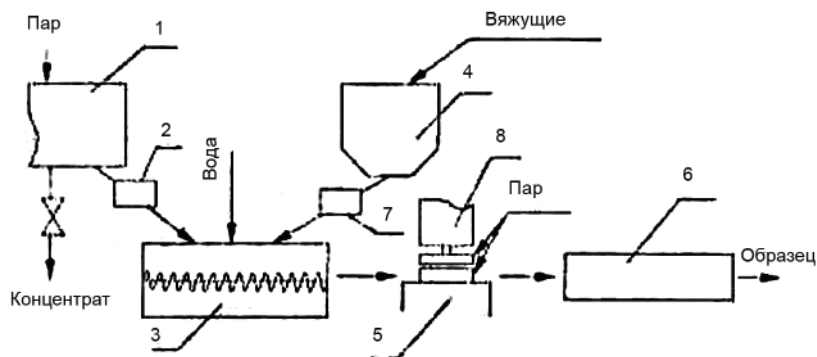 Пар
1
Вяжущие
4
2
Вода
8
Пар
6
7
Образец
Концентрат
3
5